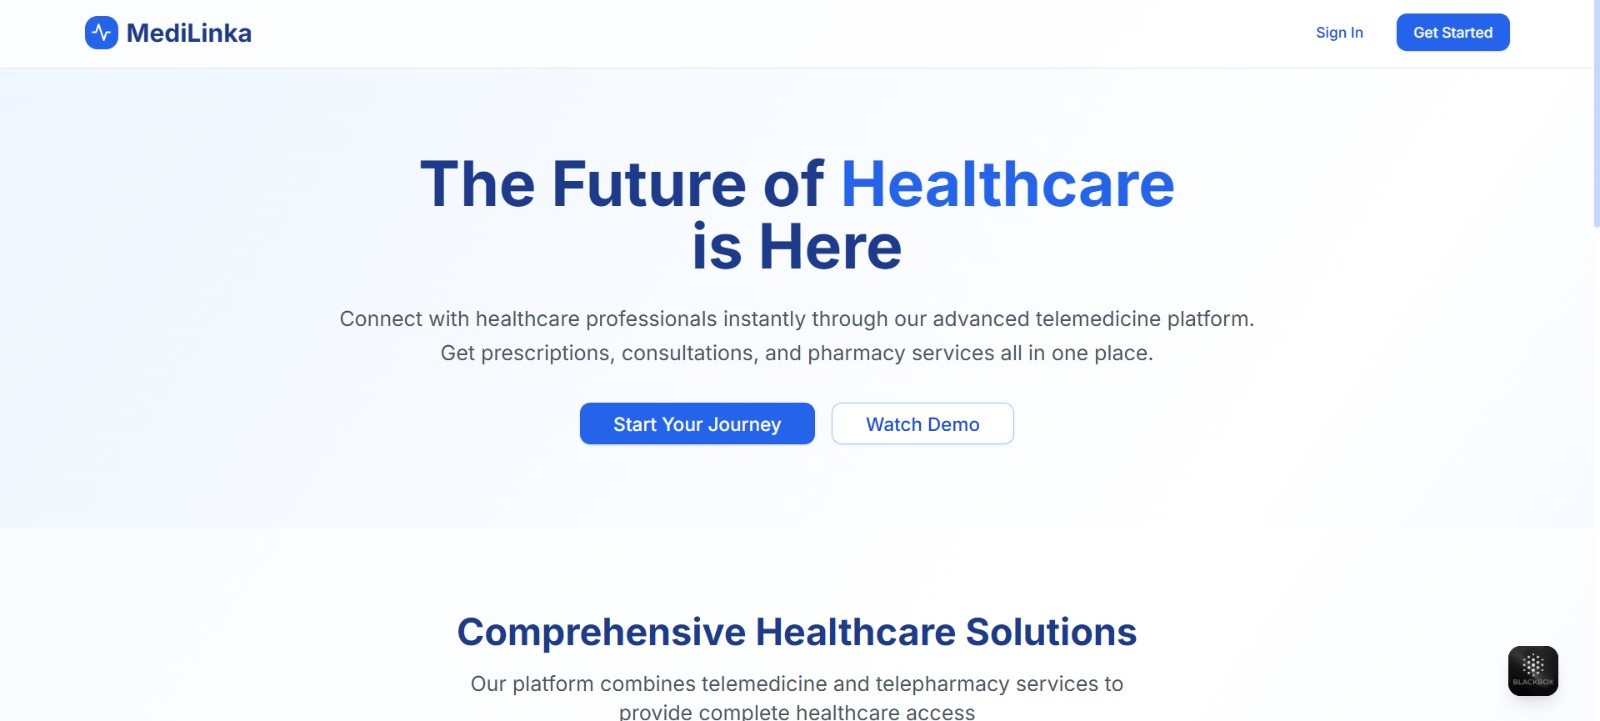 MediLinka
Sign In
Get Started
The Future of Healthcare
is Here
Connect with healthcare professionals instantly through our advanced telemedicine platform.
Get prescriptions, consultations, and pharmacy services all in one place.
Start Your Journey
Watch Demo
Comprehensive Healthcare Solutions
Our platform combines telemedicine and telepharmacy services to
provide complete healthcare access
BLACKBOX